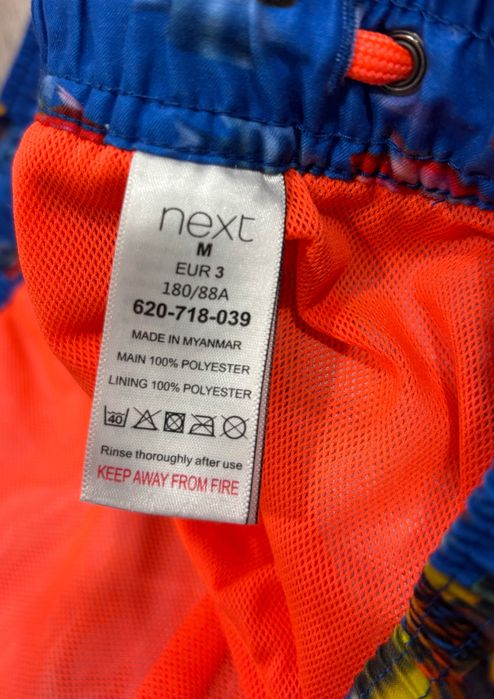 next
M
EUR 3
180/88A
620-718-039
MADE IN MYANMAR
MAIN 100% POLYESTER
LINING 100% POLYESTER
40
Rinse thoroughly after use
KEEP AWAY FROM FIRE